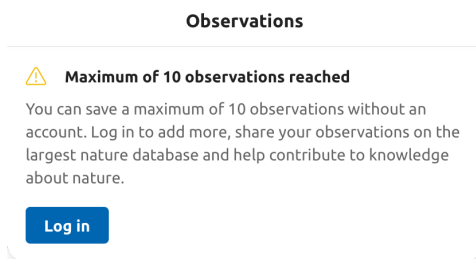 Observations
Maximum of 10 observations reached
You can save a maximum of 10 observations without an
account. Log in to add more, share your observations on the
largest nature database and help contribute to knowledge
about nature.
Log in